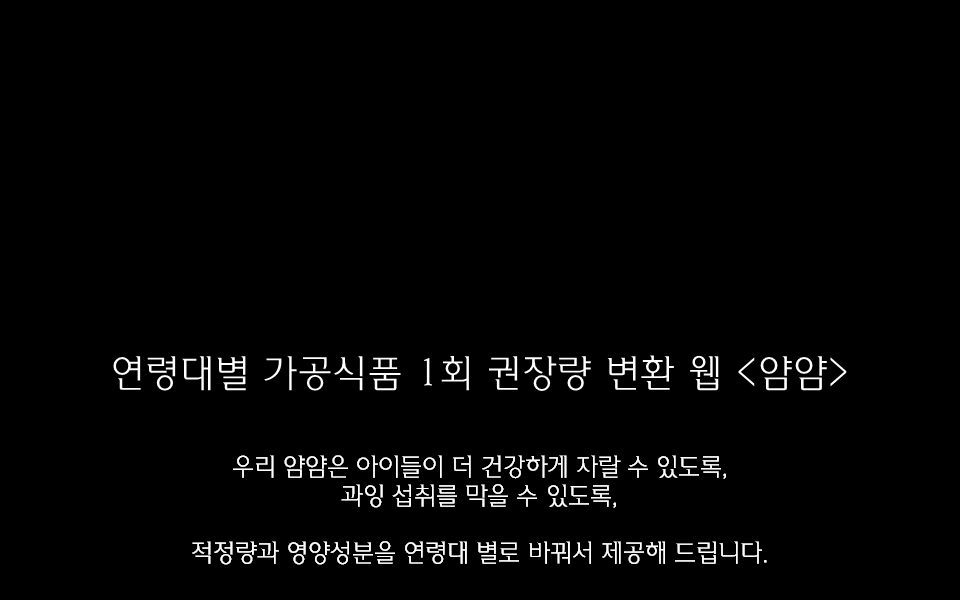 연령대별 가공식품 1회 권장량 변환 웹 <얌얌>
우리 얌얌은 아이들이 더 건강하게 자랄 수 있도록,
과잉 섭취를 막을 수 있도록,
적정량과 영양성분을 연령대 별로 바꿔서 제공해 드립니다.